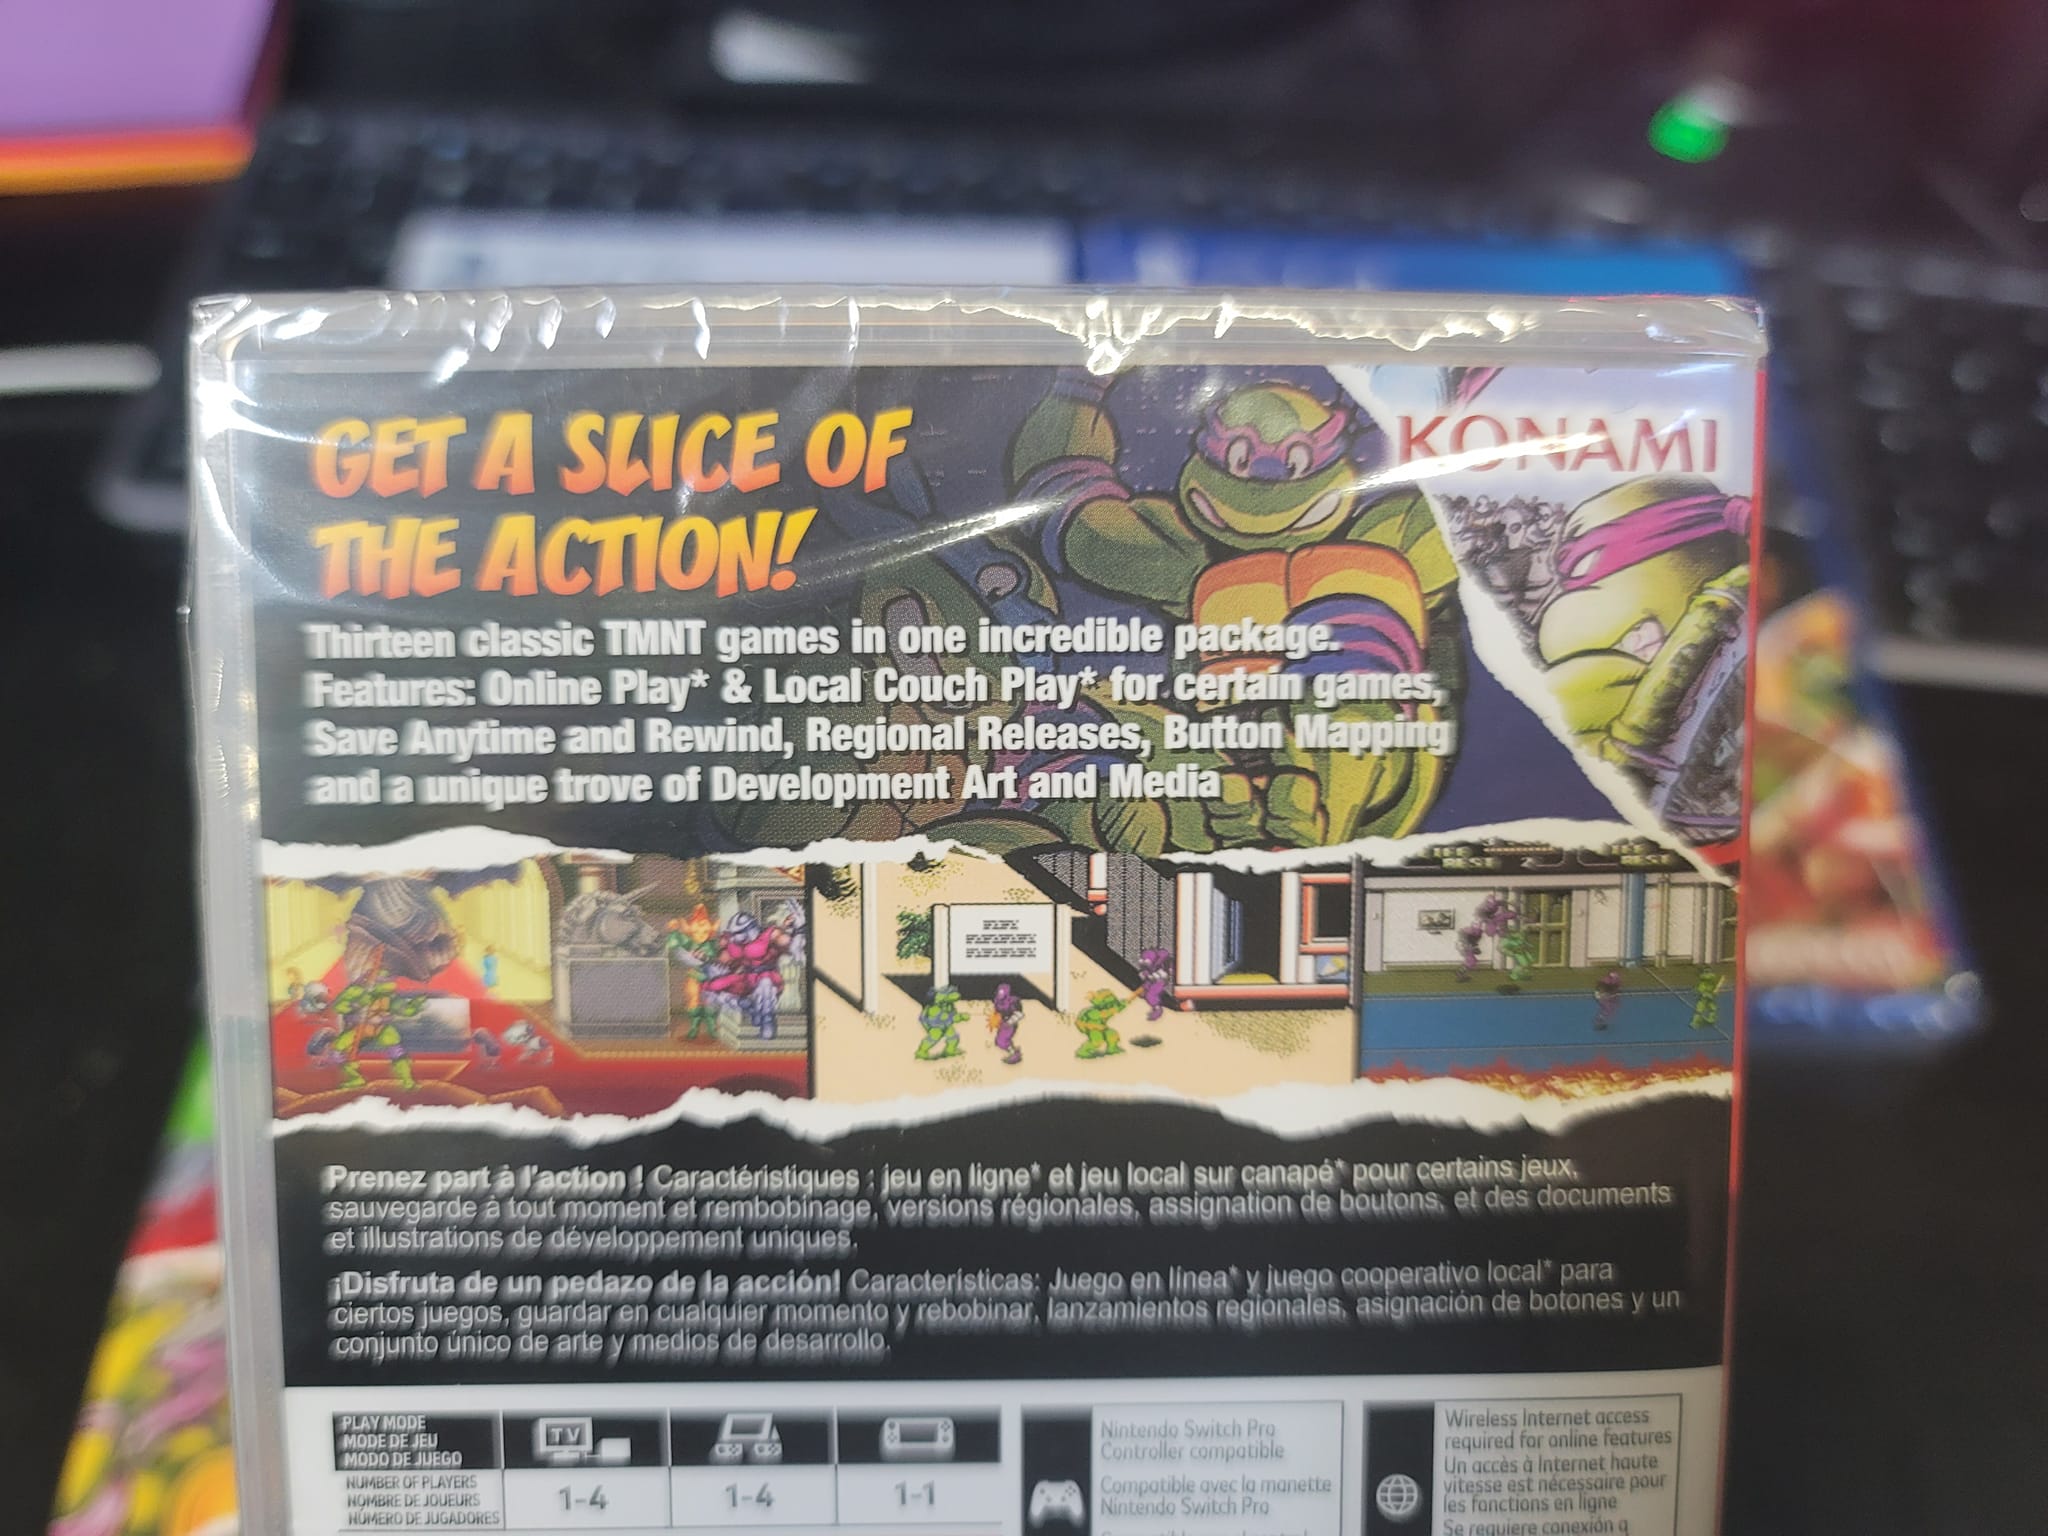 GET A SLICE OF
THE ACTION!
KONAMI
Thirteen classic TMNT games in one incredible package.
Features: Online Play* & Local Couch Play* for certain games,
Save Anytime and Rewind, Regional Releases, Button Mapping
and a unique trove of Development Art and Media
Prenez part à l'action ! Caractéristiques : jeu en ligne* et jeu local sur canapé* pour certains jeux,
sauvegarde à tout moment et rembobinage, versions régionales, assignation de boutons, et des documents
et illustrations de développement uniques.
¡Disfruta de un pedazo de la acción! Características: Juego en línea* y juego cooperativo local* para
ciertos juegos, guardar en cualquier momento y rebobinar, lanzamientos regionales, asignación de botones y un
conjunto único de arte y medios de desarrollo.
PLAY MODE
MODE DE JEU
MODO DE JUEGO
TV
NUMBER OF PLAYERS
NOMBRE DE JOUEURS
NÚMERO DE JUGADORES
1-4
1-4
1-1
Nintendo Switch Pro
Controller compatible
Compatible avec la manette
Nintendo Switch Pro
Wireless Internet access
required for online features
Un accès à Internet haute
vitesse est nécessaire pour
les fonctions en ligne
Se requiere conexión a